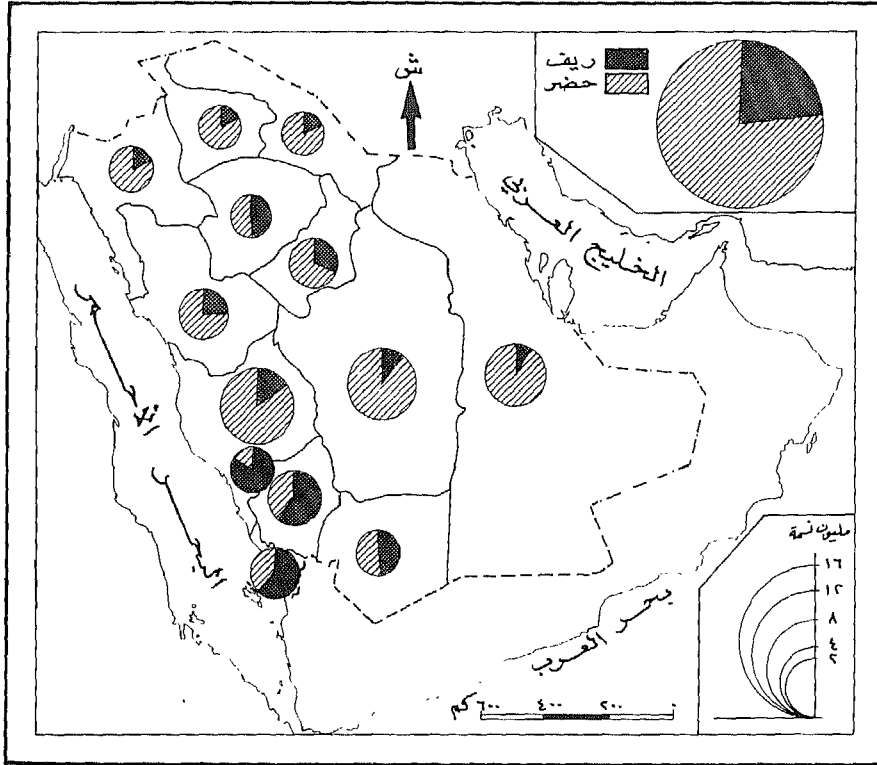 ريف
حضر
ش
الخليج العربي
البحر
الأحمر
بحر العرب
مليون نسمة
١٦
١٢
٨
٤
٢
كم ٦٠٠ ٤٠٠ ٢٠٠ ٠